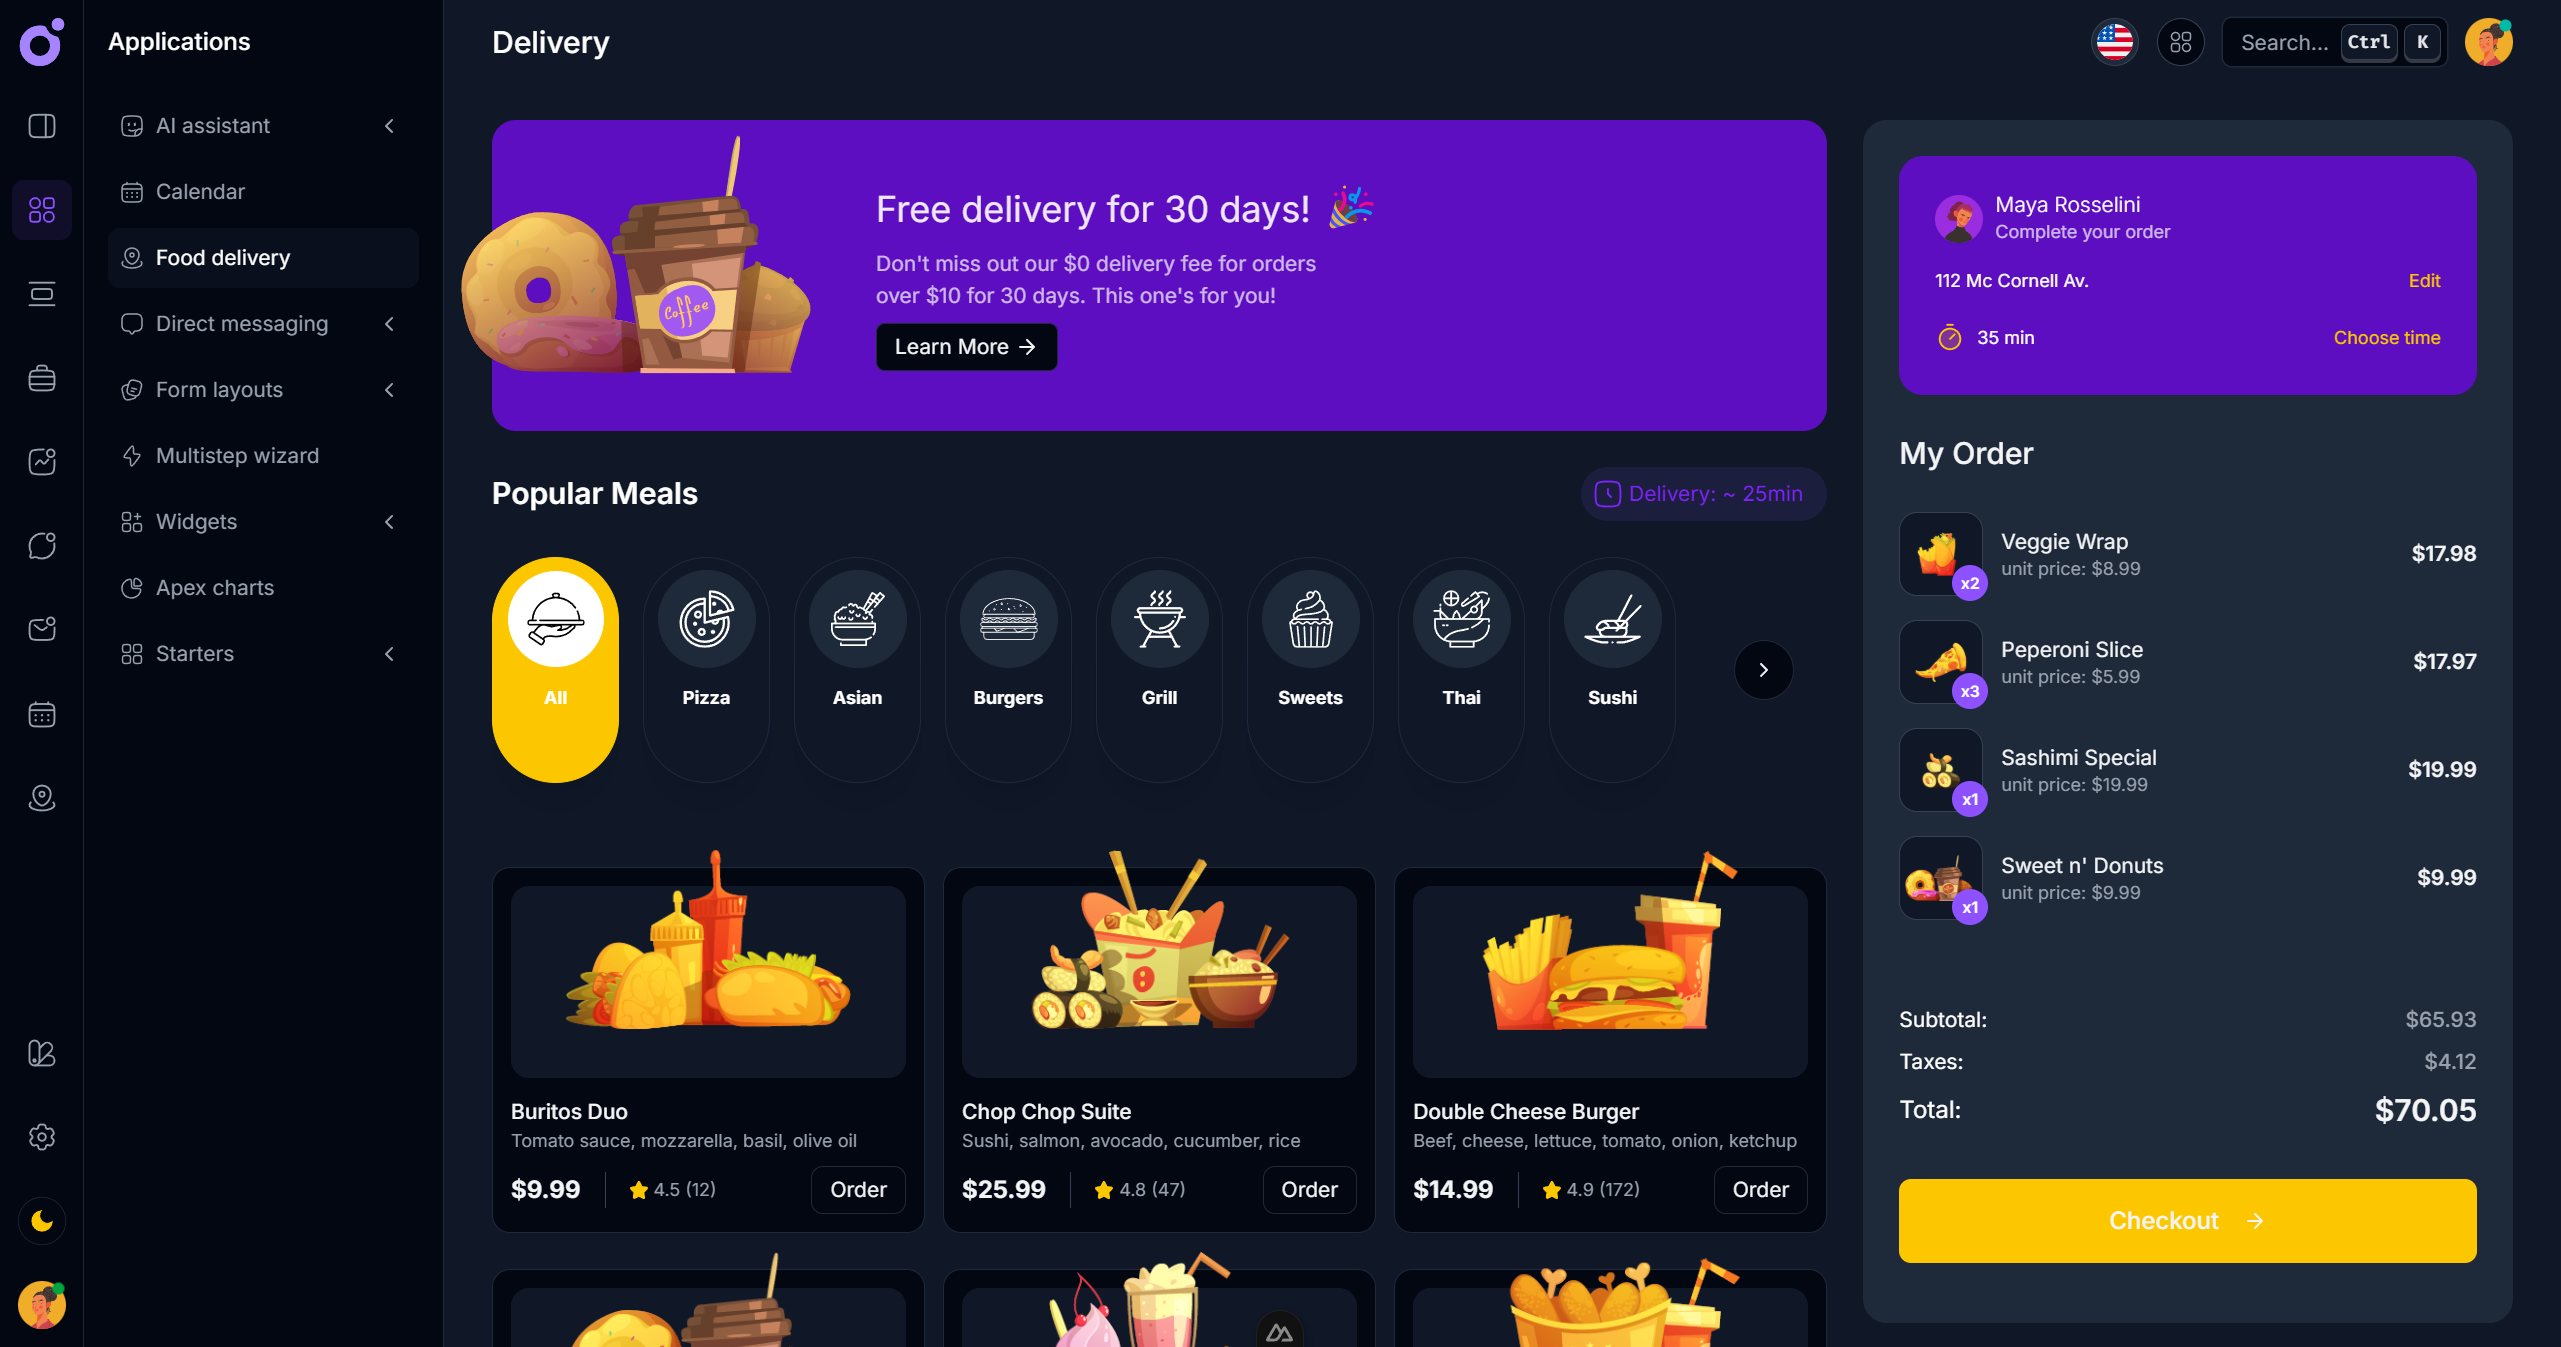 Applications
AI assistant
Calendar
Food delivery
Direct messaging
Form layouts
Multistep wizard
Widgets
Apex charts
Starters
Delivery
Search...
Ctrl
K
Free delivery for 30 days!
Don't miss out our $0 delivery fee for orders
over $10 for 30 days. This one's for you!
Learn More
Coffee
Popular Meals
Delivery: ~ 25min
All
Pizza
Asian
Burgers
Grill
Sweets
Thai
Sushi
Buritos Duo
Tomato sauce, mozzarella, basil, olive oil
$9.99
4.5 (12)
Order
Chop Chop Suite
Sushi, salmon, avocado, cucumber, rice
$25.99
4.8 (47)
Order
Double Cheese Burger
Beef, cheese, lettuce, tomato, onion, ketchup
$14.99
4.9 (172)
Order
Maya Rosselini
Complete your order
112 Mc Cornell Av.
Edit
35 min
Choose time
My Order
Veggie Wrap
unit price: $8.99
x2
$17.98
Peperoni Slice
unit price: $5.99
x3
$17.97
Sashimi Special
unit price: $19.99
x1
$19.99
Sweet n' Donuts
unit price: $9.99
x1
$9.99
Subtotal:
$65.93
Taxes:
$4.12
Total:
$70.05
Checkout